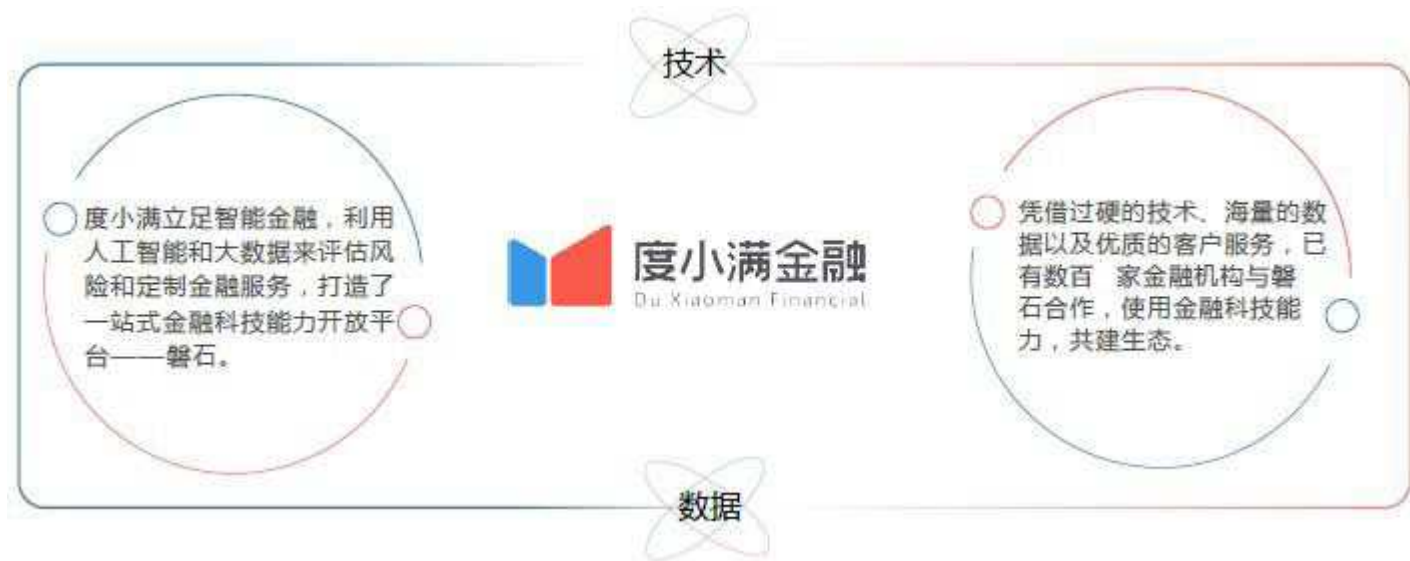 技术
度小满立足智能金融，利用
人工智能和大数据来评估风
险和定制金融服务，打造了
一站式金融科技能力开放平
台——磐石。
度小满金融
Du Xiaoman Financial
凭借过硬的技术、海量的数
据以及优质的客户服务，已
有数百 家金融机构与磐
石合作，使用金融科技能
力，共建生态。
数据